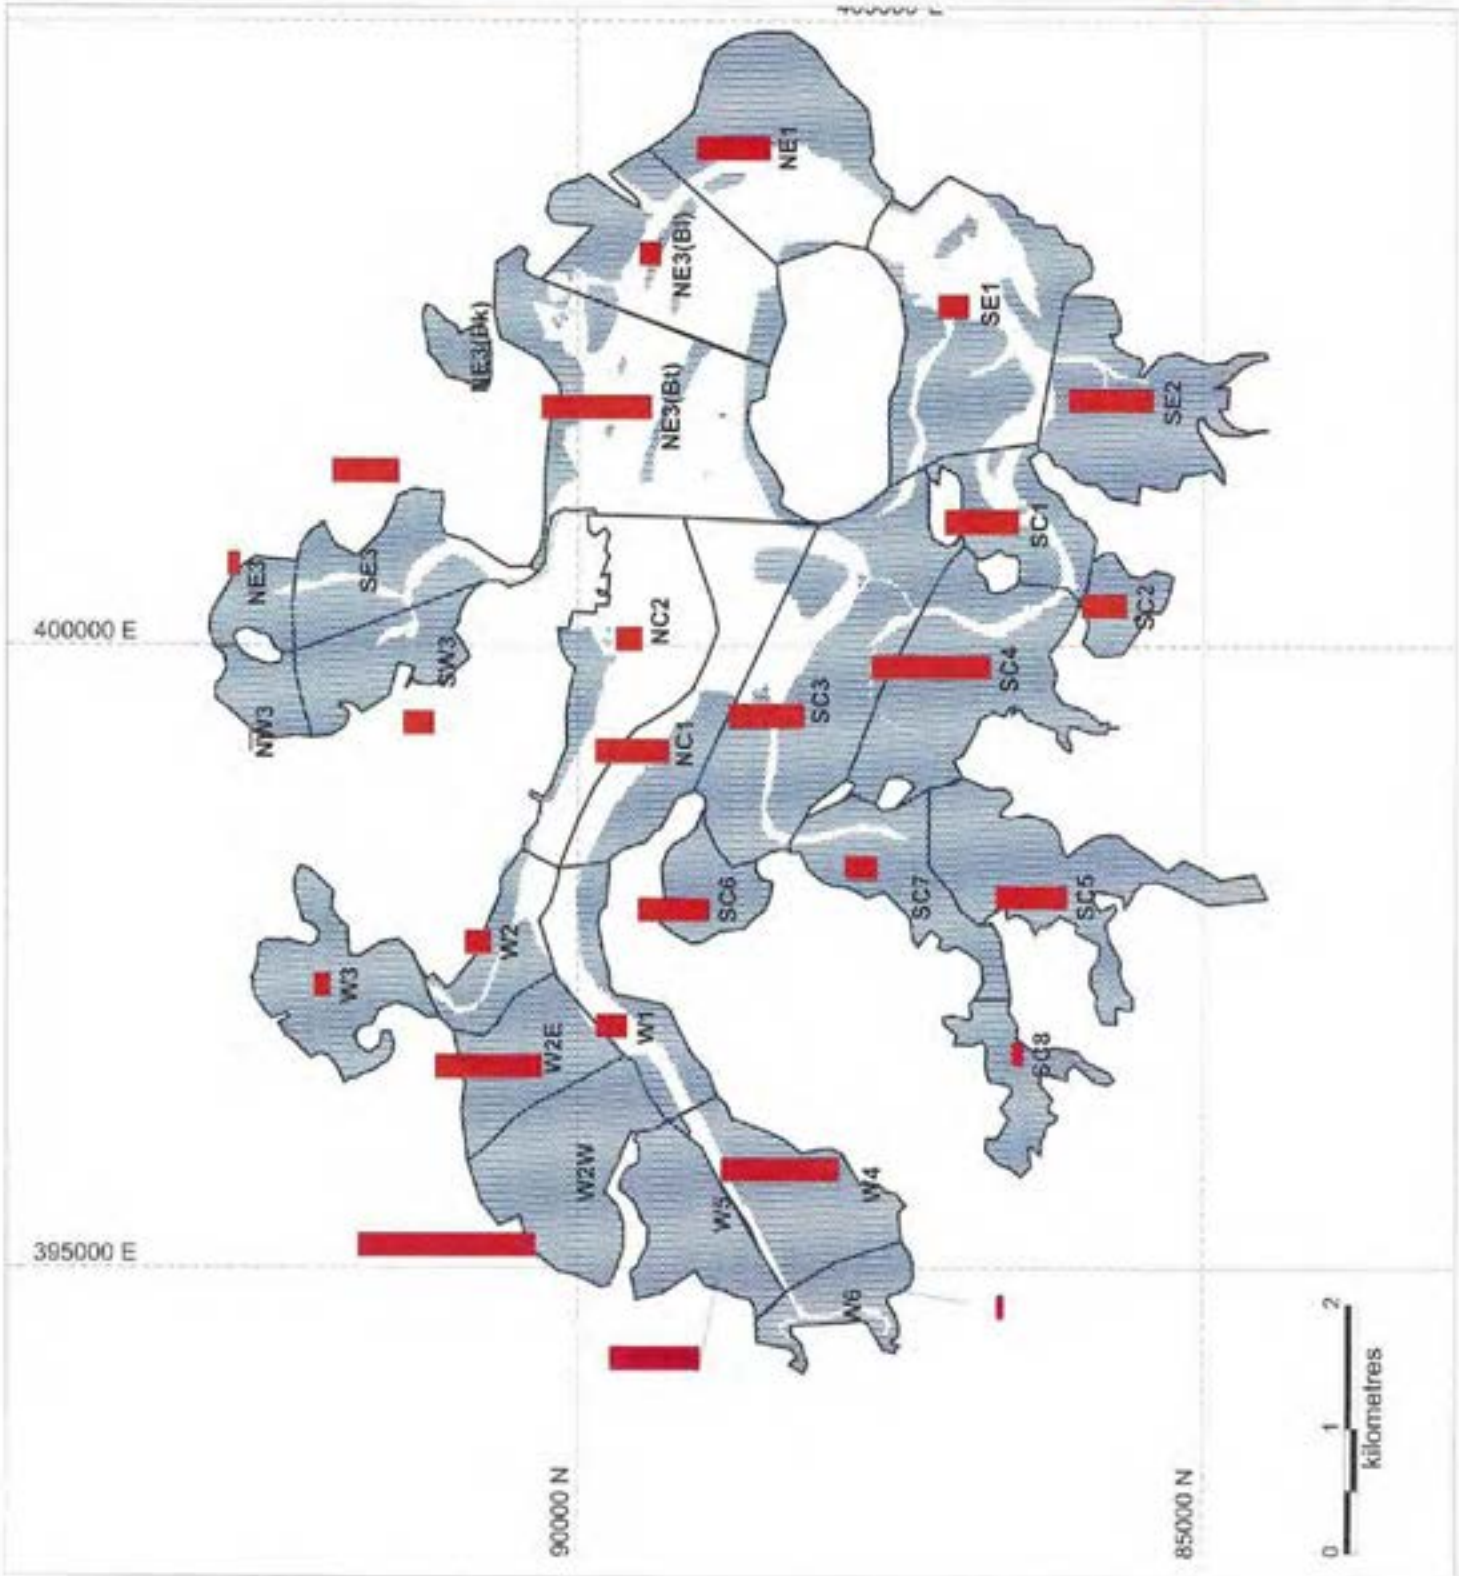 400000 E
395000 E
90000 N
85000 N
NE1
NE3(Bl)
NE3(Bk)
NE3(Bt)
SE1
SE2
NE3
SE3
NW3
SW3
NC2
NC1
SC1
SC2
SC3
SC4
SC5
SC6
SC7
SC8
W3
W2
W2E
W1
W2W
W5
W4
W6
0 1 2
kilometres